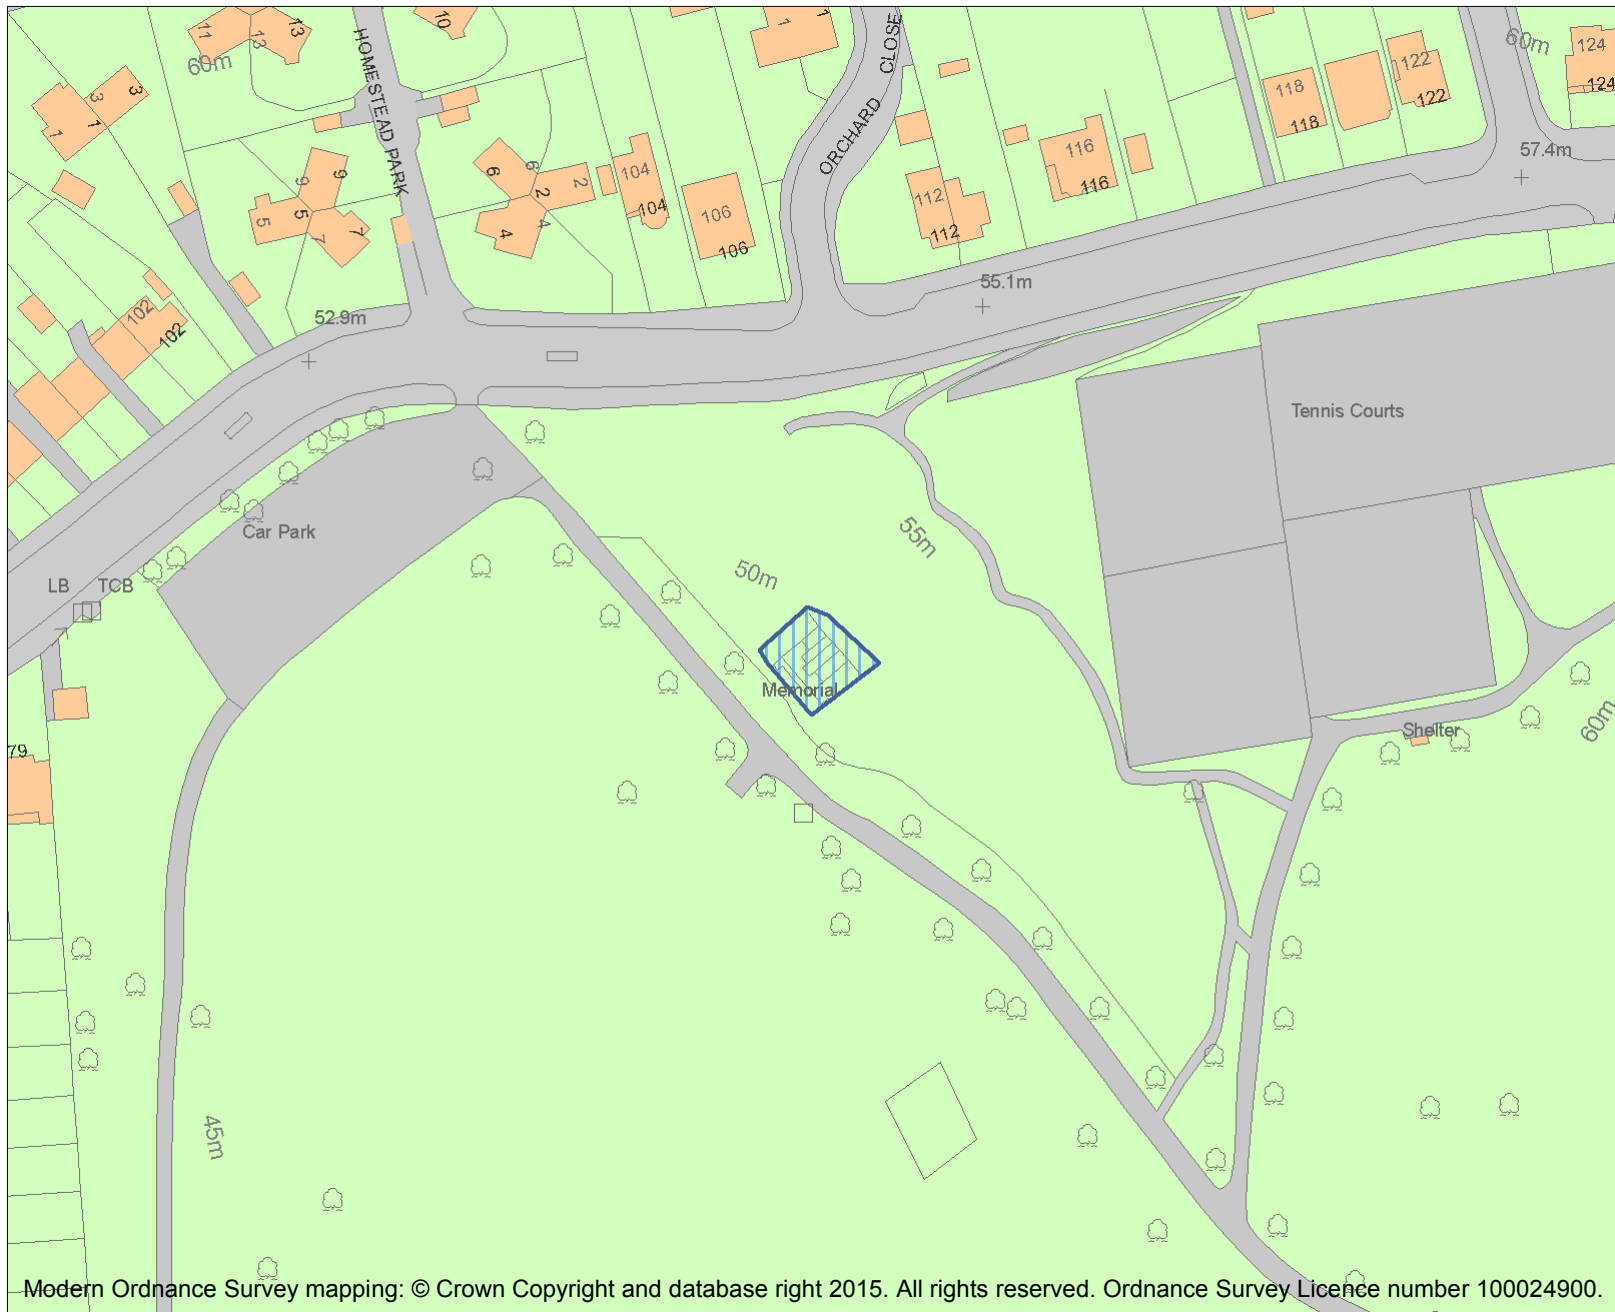 11
13
13
10
1
1
CLOSE
60m
124
124
60m
HOMESTEAD PARK
3
3
1
1
122
122
118
118
ORCHARD
57.4m
9
9
5
5
7
7
6
6
2
2
4
4
104
104
106
106
116
116
112
112
55.1m
52.9m
102
102
Tennis Courts
Car Park
55m
50m
LB
TCB
Memorial
Shelter
60m
79
45m
Modern Ordnance Survey mapping: © Crown Copyright and database right 2015. All rights reserved. Ordnance Survey Licence number 100024900.